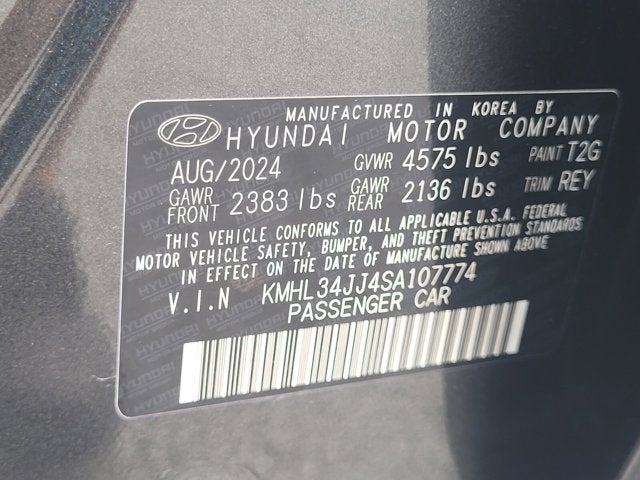 MANUFACTURED IN KOREA BY
HYUNDAI MOTOR COMPANY
AUG/2024 GVWR 4575 lbs PAINT T2G
GAWR FRONT 2383 lbs GAWR REAR 2136 lbs TRIM REY
THIS VEHICLE CONFORMS TO ALL APPLICABLE U.S.A. FEDERAL
MOTOR VEHICLE SAFETY, BUMPER, AND THEFT PREVENTION STANDARDS
IN EFFECT ON THE DATE OF MANUFACTURE SHOWN ABOVE
V.I.N KMHL34JJ4SA107774
PASSENGER CAR